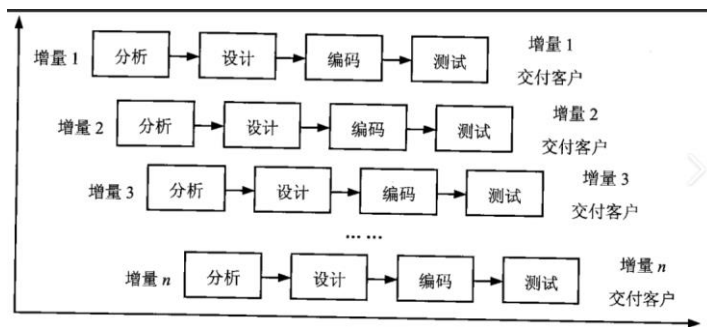 增量 1 分析 设计 编码 测试 增量 1
交付客户
增量 2 分析 设计 编码 测试 增量 2
交付客户
增量 3 分析 设计 编码 测试 增量 3
交付客户
... ...
增量 n 分析 设计 编码 测试 增量 n
交付客户